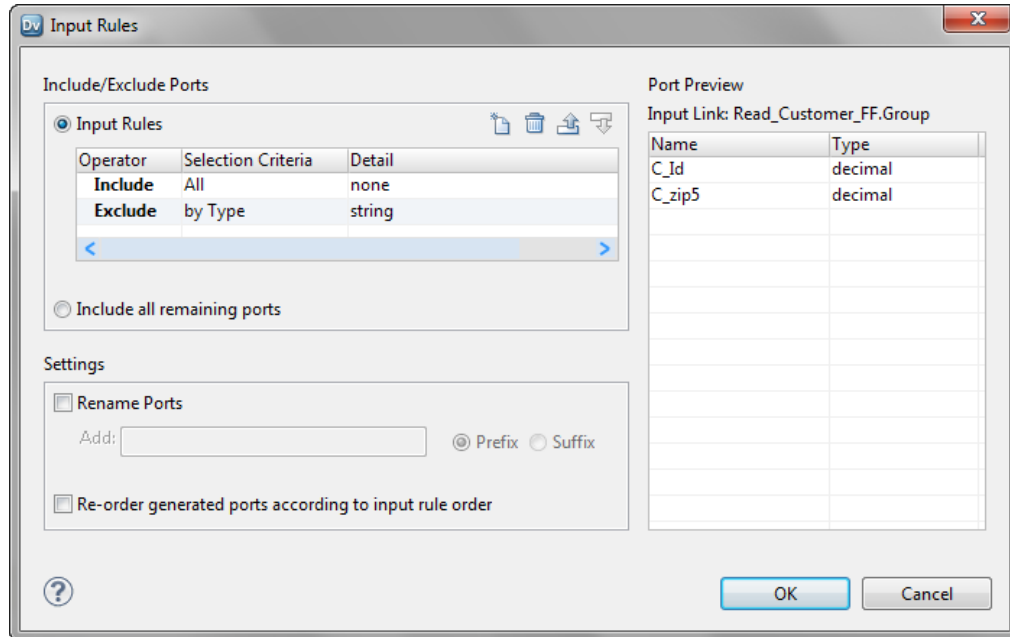 Dv Input Rules
Include/Exclude Ports
Input Rules
Operator Selection Criteria Detail
Include All none
Exclude by Type string
Include all remaining ports
Settings
Rename Ports
Add: Prefix Suffix
Re-order generated ports according to input rule order
Port Preview
Input Link: Read_Customer_FF.Group
Name Type
C_Id decimal
C_zip5 decimal
? OK Cancel